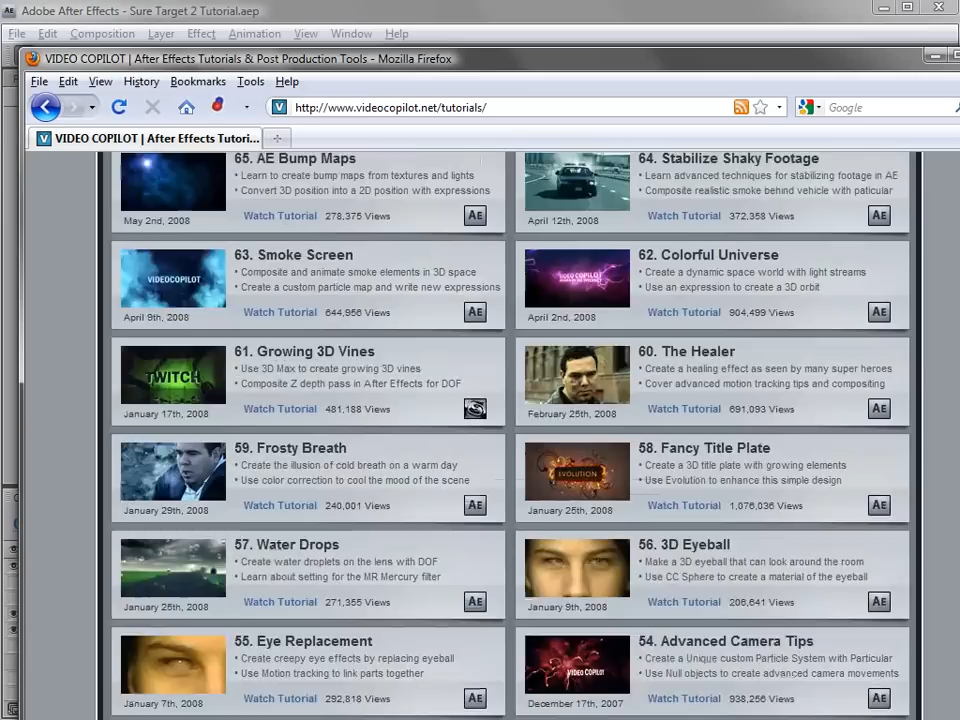 Adobe After Effects - Sure Target 2 Tutorial.aep
File Edit Composition Layer Effect Animation View Window Help
VIDEO COPILOT | After Effects Tutorials & Post Production Tools - Mozilla Firefox
File Edit View History Bookmarks Tools Help
http://www.videocopilot.net/tutorials/
Google
VIDEO COPILOT | After Effects Tutori...
65. AE Bump Maps
• Learn to create bump maps from textures and lights
• Convert 3D position into a 2D position with expressions
May 2nd, 2008 Watch Tutorial 278,375 Views AE
64. Stabilize Shaky Footage
• Learn advanced techniques for stabilizing footage in AE
• Composite realistic smoke behind vehicle with paticular
April 12th, 2008 Watch Tutorial 372,358 Views AE
63. Smoke Screen
• Composite and animate smoke elements in 3D space
• Create a custom particle map and write new expressions
VIDEOCOPILOT
April 9th, 2008 Watch Tutorial 644,956 Views AE
62. Colorful Universe
• Create a dynamic space world with light streams
• Use an expression to create a 3D orbit
VIDEO COPILOT
April 2nd, 2008 Watch Tutorial 904,499 Views AE
61. Growing 3D Vines
• Use 3D Max to create growing 3D vines
• Composite Z depth pass in After Effects for DOF
TWITCH
January 17th, 2008 Watch Tutorial 481,188 Views
60. The Healer
• Create a healing effect as seen by many super heroes
• Cover advanced motion tracking tips and compositing
February 25th, 2008 Watch Tutorial 691,093 Views AE
59. Frosty Breath
• Create the illusion of cold breath on a warm day
• Use color correction to cool the mood of the scene
January 29th, 2008 Watch Tutorial 240,001 Views AE
58. Fancy Title Plate
• Create a 3D title plate with growing elements
• Use Evolution to enhance this simple design
EVOLUTION
January 25th, 2008 Watch Tutorial 1,076,036 Views AE
57. Water Drops
• Create water droplets on the lens with DOF
• Learn about setting for the MR Mercury filter
January 25th, 2008 Watch Tutorial 271,355 Views AE
56. 3D Eyeball
• Make a 3D eyeball that can look around the room
• Use CC Sphere to create a material of the eyeball
January 9th, 2008 Watch Tutorial 206,641 Views AE
55. Eye Replacement
• Create creepy eye effects by replacing eyeball
• Use Motion tracking to link parts together
January 7th, 2008 Watch Tutorial 292,818 Views AE
54. Advanced Camera Tips
• Create a Unique custom Particle System with Particular
• Use Null objects to create advanced camera movements
VIDEO COPILOT
December 17th, 2007 Watch Tutorial 938,256 Views AE